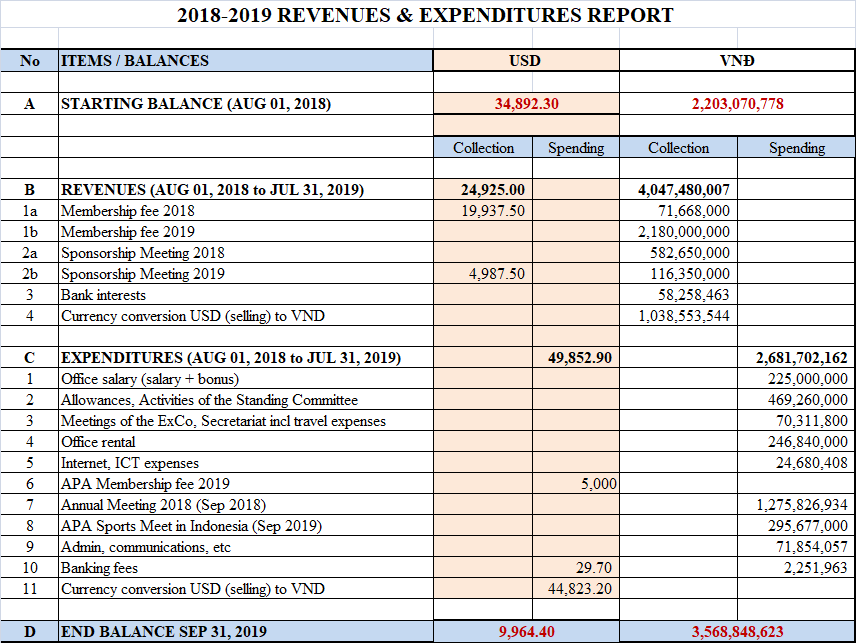 2018-2019 REVENUES & EXPENDITURES REPORT
No ITEMS / BALANCES USD VNĐ
A STARTING BALANCE (AUG 01, 2018) 34,892.30 2,203,070,778
Collection Spending Collection Spending
B REVENUES (AUG 01, 2018 to JUL 31, 2019) 24,925.00 4,047,480,007
1a Membership fee 2018 19,937.50 71,668,000
1b Membership fee 2019 2,180,000,000
2a Sponsorship Meeting 2018 582,650,000
2b Sponsorship Meeting 2019 4,987.50 116,350,000
3 Bank interests 58,258,463
4 Currency conversion USD (selling) to VND 1,038,553,544
C EXPENDITURES (AUG 01, 2018 to JUL 31, 2019) 49,852.90 2,681,702,162
1 Office salary (salary + bonus) 225,000,000
2 Allowances, Activities of the Standing Committee 469,260,000
3 Meetings of the ExCo, Secretariat incl travel expenses 70,311,800
4 Office rental 246,840,000
5 Internet, ICT expenses 24,680,408
6 APA Membership fee 2019 5,000
7 Annual Meeting 2018 (Sep 2018) 1,275,826,934
8 APA Sports Meet in Indonesia (Sep 2019) 295,677,000
9 Admin, communications, etc 71,854,057
10 Banking fees 29.70 2,251,963
11 Currency conversion USD (selling) to VND 44,823.20
D END BALANCE SEP 31, 2019 9,964.40 3,568,848,623